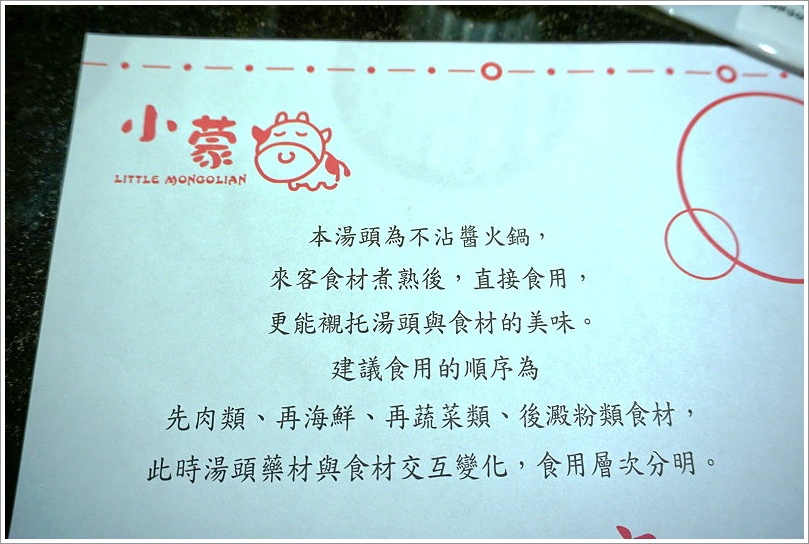 小蒙
LITTLE MONGOLIAN
本湯頭為不沾醬火鍋，
來客食材煮熟後，直接食用，
更能襯托湯頭與食材的美味。
建議食用的順序為
先肉類、再海鮮、再蔬菜類、後澱粉類食材，
此時湯頭藥材與食材交互變化，食用層次分明。